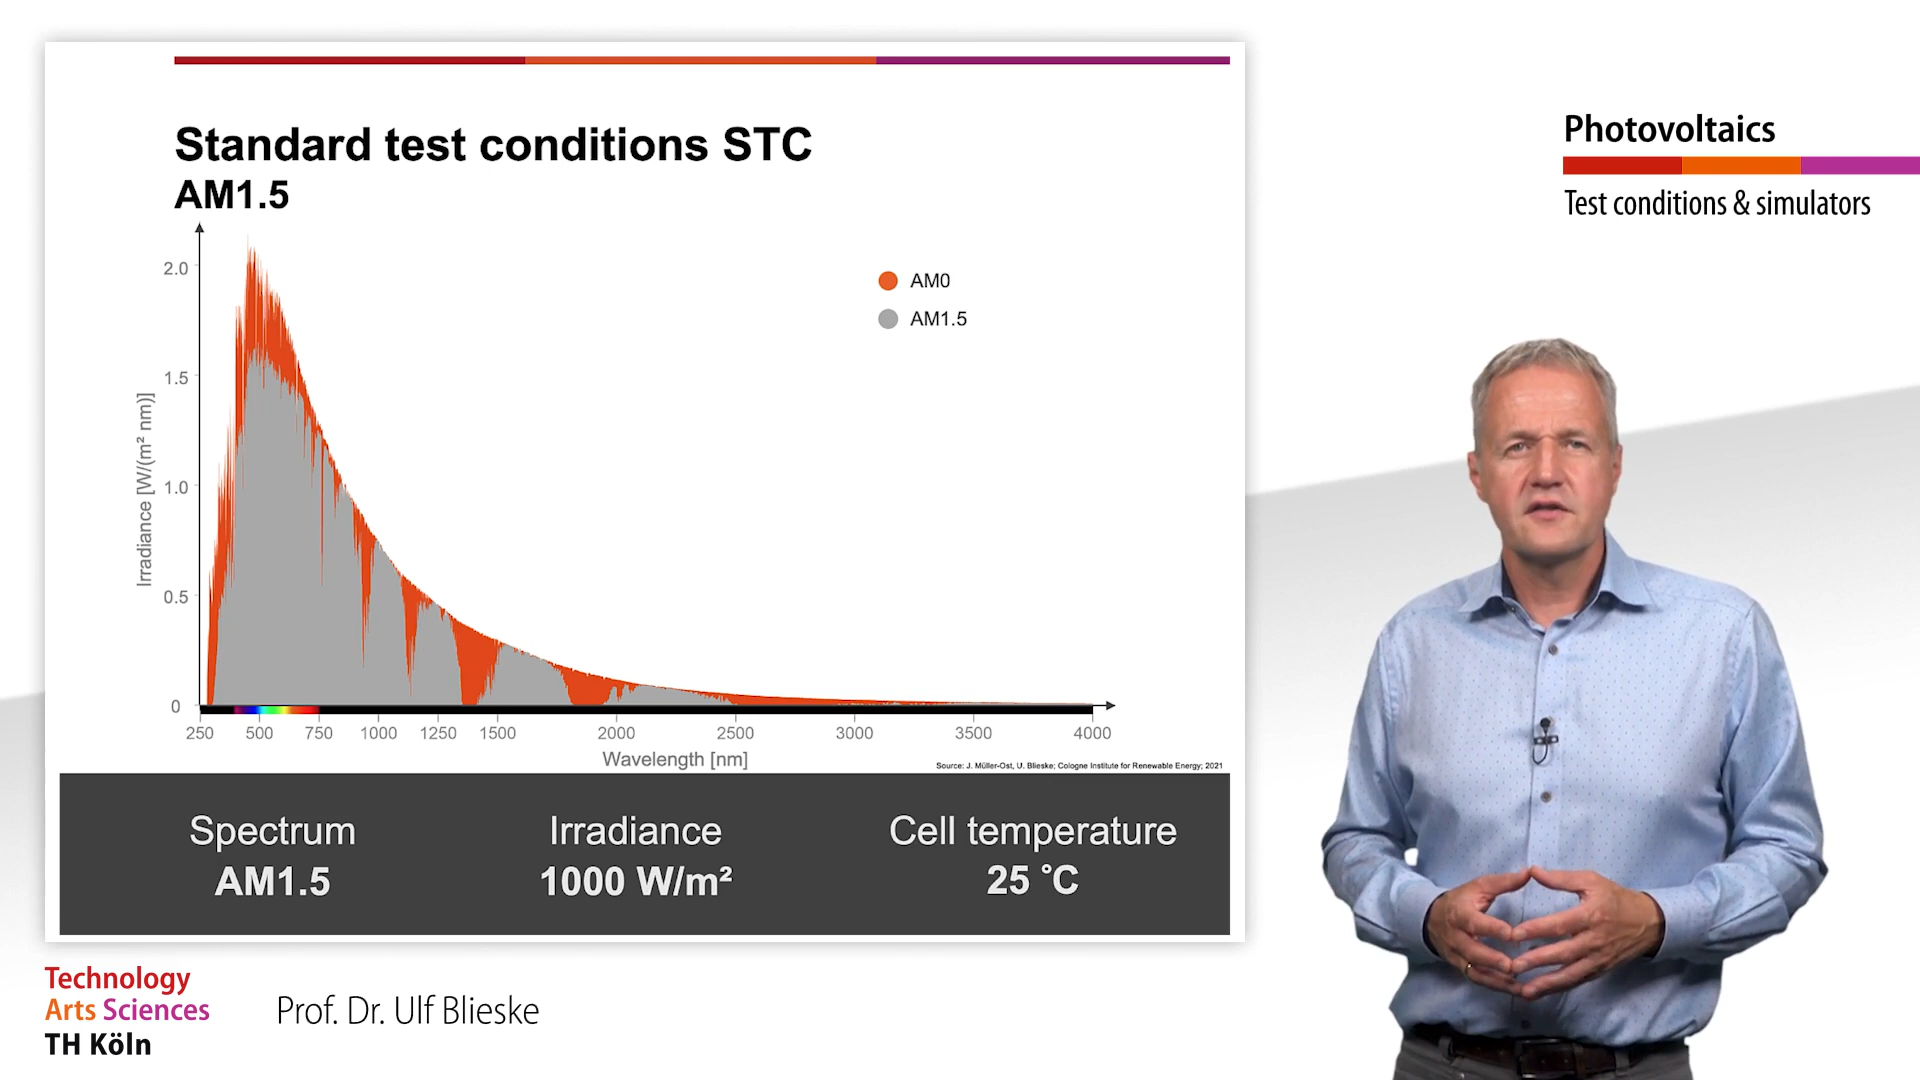 Standard test conditions STC
AM1.5
2.0
1.5
1.0
0.5
0
Irradiance [W/(m² nm)]
AM0
AM1.5
250 500 750 1000 1250 1500 2000 2500 3000 3500 4000
Wavelength [nm]
Source: J. Müller-Ost, U. Blieske; Cologne Institute for Renewable Energy; 2021
Spectrum Irradiance Cell temperature
AM1.5 1000 W/m² 25 °C
Photovoltaics
Test conditions & simulators
Technology
Arts Sciences
TH Köln
Prof. Dr. Ulf Blieske